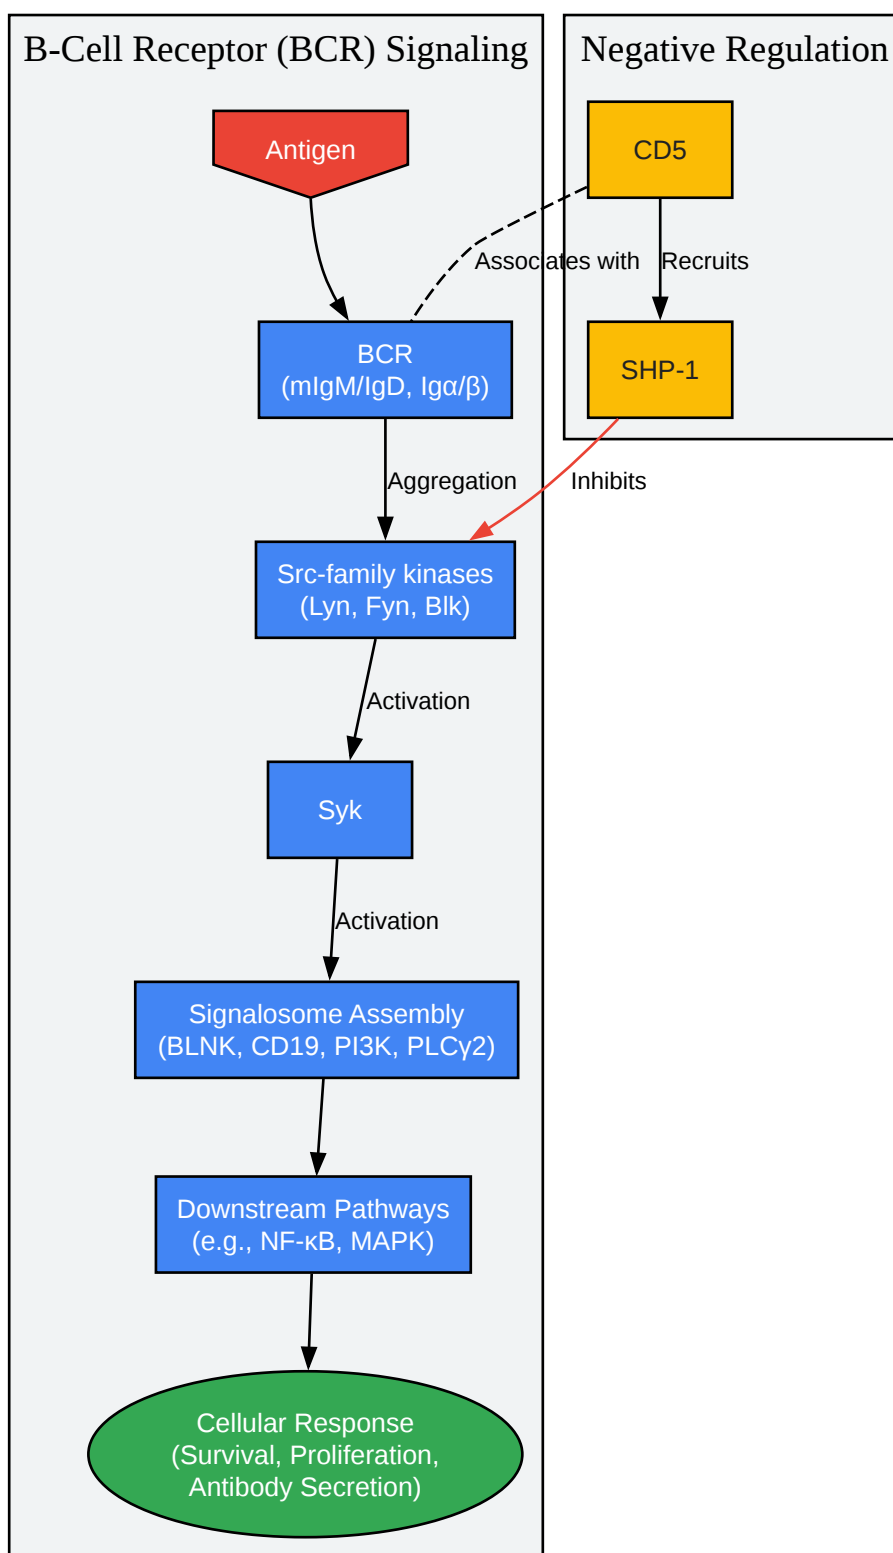 B-Cell Receptor (BCR) Signaling
Negative Regulation
Antigen
CD5
Associates with
Recruits
BCR
(mIgM/IgD, Igα/β)
SHP-1
Aggregation
Inhibits
Src-family kinases
(Lyn, Fyn, Blk)
Activation
Syk
Activation
Signalosome Assembly
(BLNK, CD19, PI3K, PLCγ2)
Downstream Pathways
(e.g., NF-κB, MAPK)
Cellular Response
(Survival, Proliferation,
Antibody Secretion)